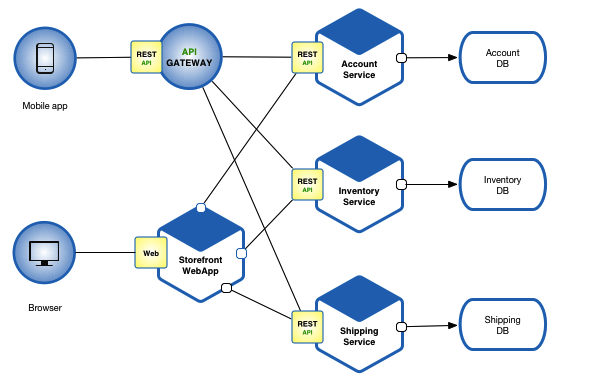 Mobile app
REST
API
API
GATEWAY
REST
API
Account
Service
Account
DB
REST
API
Inventory
Service
Inventory
DB
Browser
Web
Storefront
WebApp
REST
API
Shipping
Service
Shipping
DB